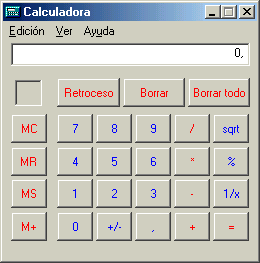 Calculadora
Edición Ver Ayuda
0,
Retroceso Borrar Borrar todo
MC 7 8 9 / sqrt
MR 4 5 6 * %
MS 1 2 3 - 1/x
M+ 0 +/- , + =